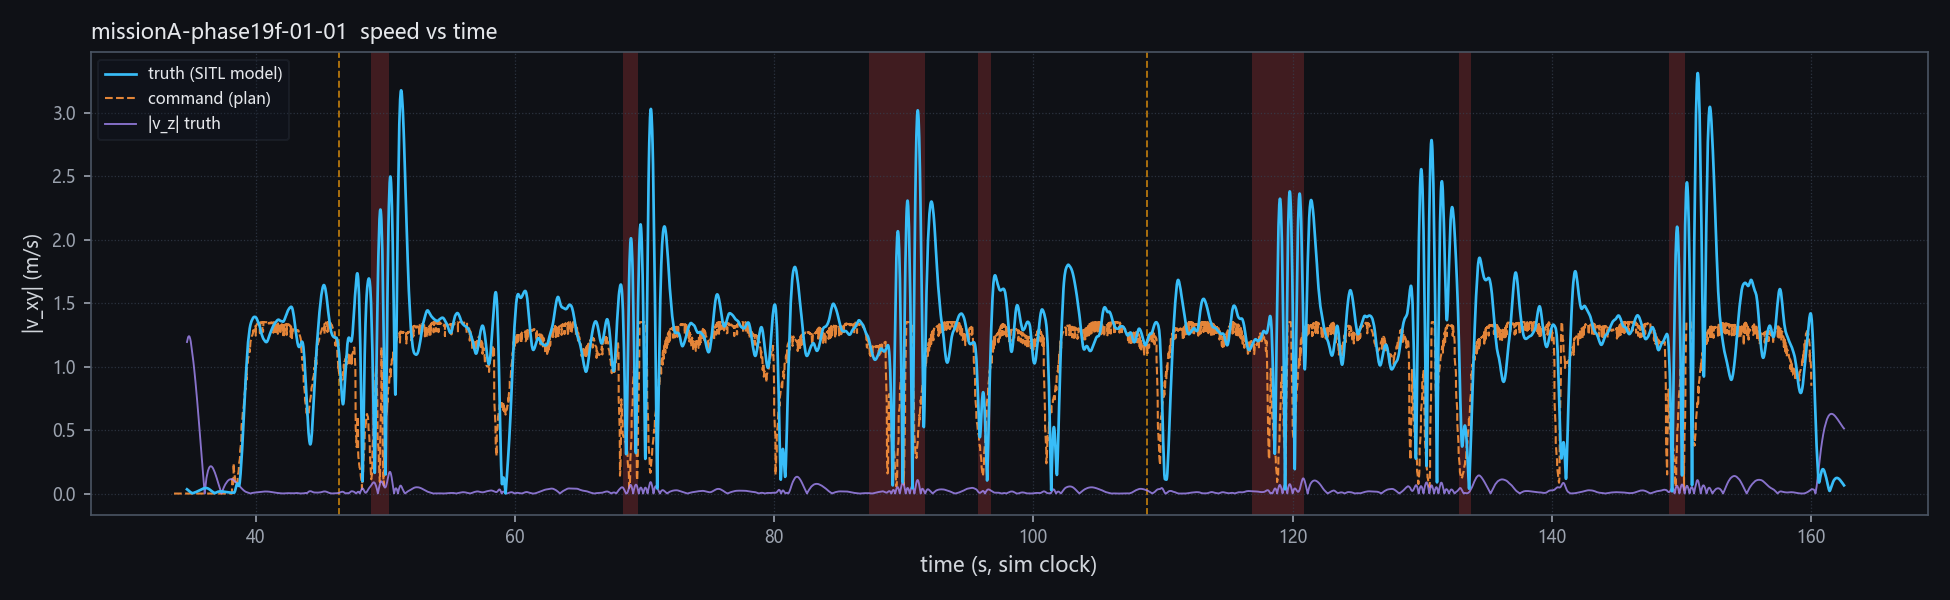 missionA-phase19f-01-01  speed vs time
truth (SITL model)
command (plan)
|v_z| truth
|v_xy| (m/s)
3.0
2.5
2.0
1.5
1.0
0.5
0.0
40
60
80
100
120
140
160
time (s, sim clock)